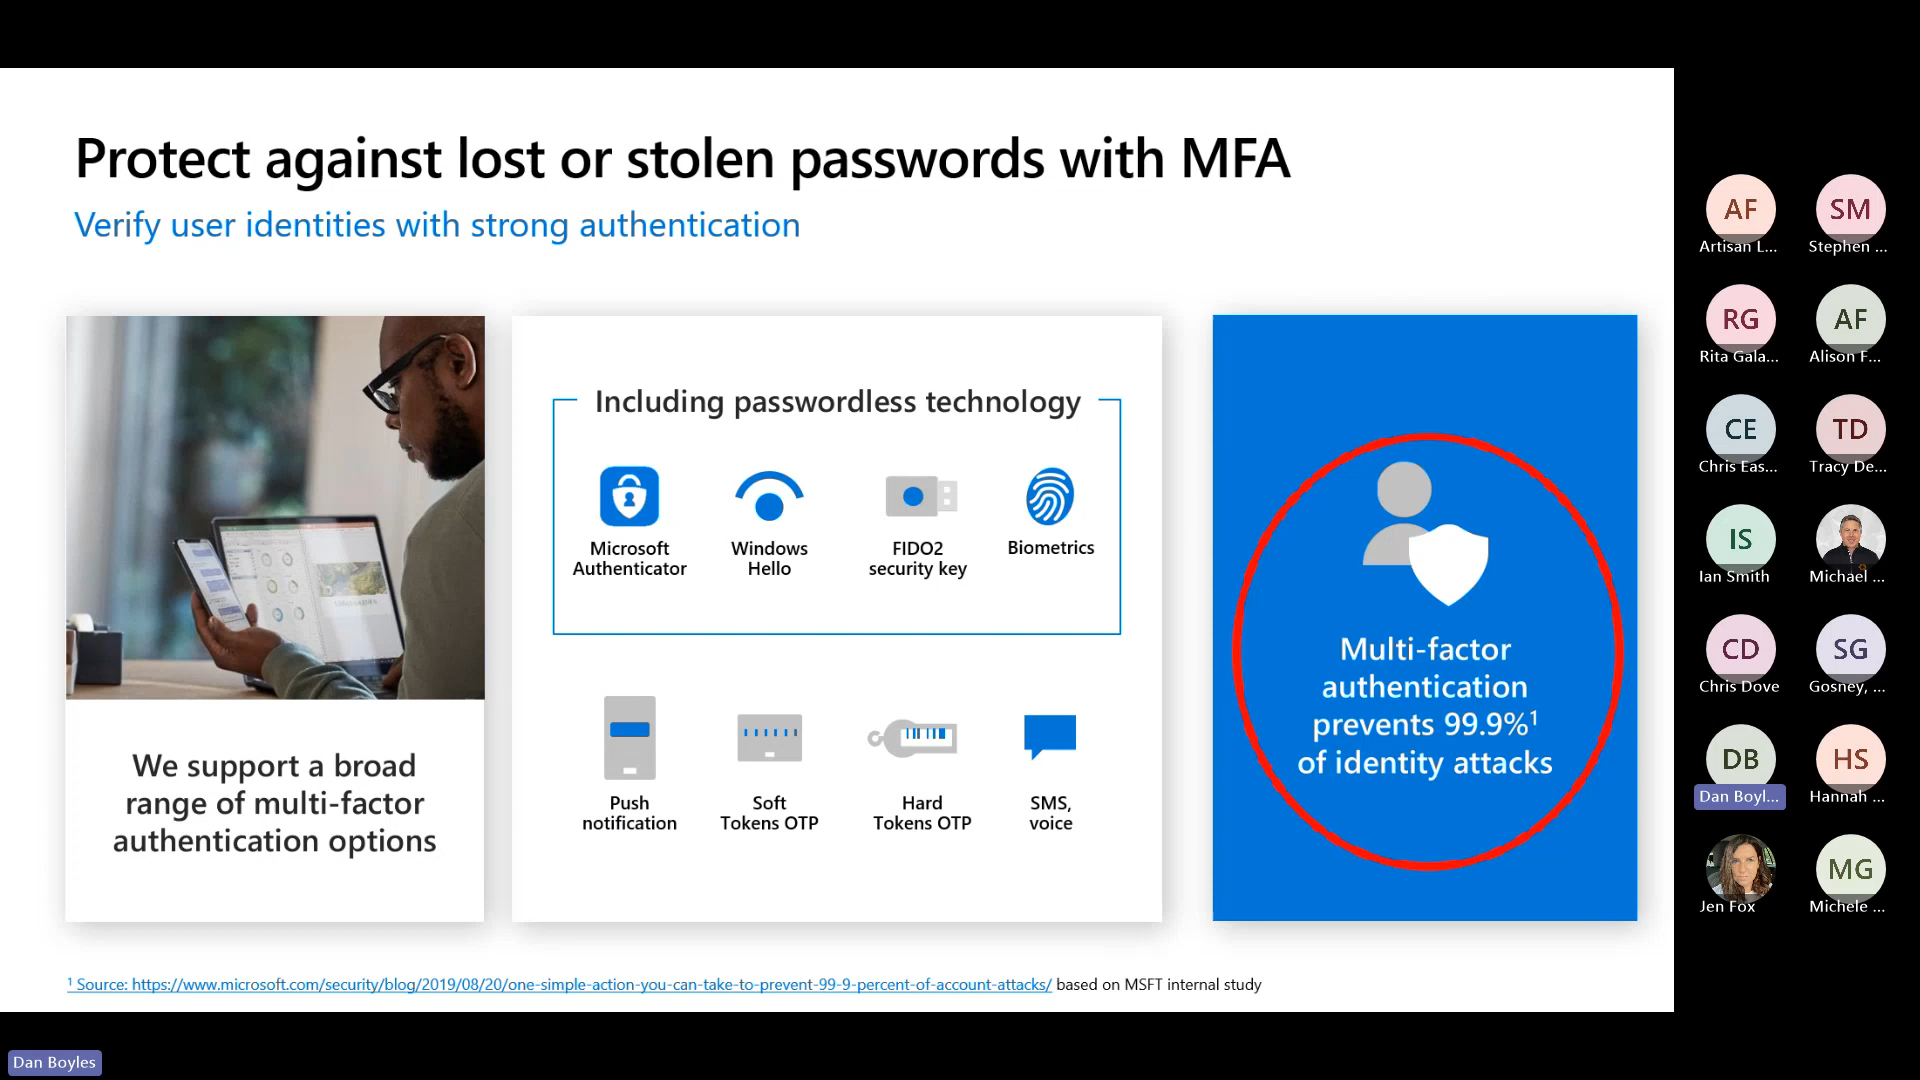 Protect against lost or stolen passwords with MFA
Verify user identities with strong authentication
We support a broad
range of multi-factor
authentication options
Including passwordless technology
Microsoft
Authenticator
Windows
Hello
FIDO2
security key
Biometrics
Push
notification
Soft
Tokens OTP
Hard
Tokens OTP
SMS,
voice
Multi-factor
authentication
prevents 99.9%¹
of identity attacks
¹ Source: https://www.microsoft.com/security/blog/2019/08/20/one-simple-action-you-can-take-to-prevent-99-9-percent-of-account-attacks/ based on MSFT internal study
AF
Artisan L...
SM
Stephen ...
RG
Rita Gala...
AF
Alison F...
CE
Chris Eas...
TD
Tracy De...
IS
Ian Smith
Michael ...
CD
Chris Dove
SG
Gosney, ...
DB
Dan Boyl...
HS
Hannah ...
Jen Fox
MG
Michele ...
Dan Boyles